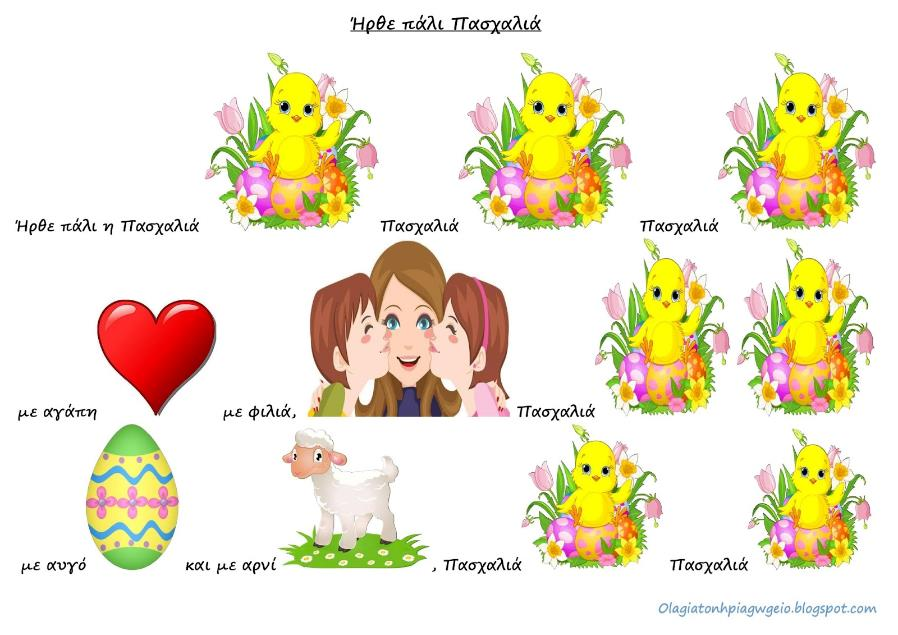 Ήρθε πάλι Πασχαλιά
Ήρθε πάλι η Πασχαλιά Πασχαλιά Πασχαλιά
με αγάπη με φιλιά, Πασχαλιά
με αυγό και με αρνί , Πασχαλιά Πασχαλιά
Olagiatonhpiagwgeio.blogspot.com